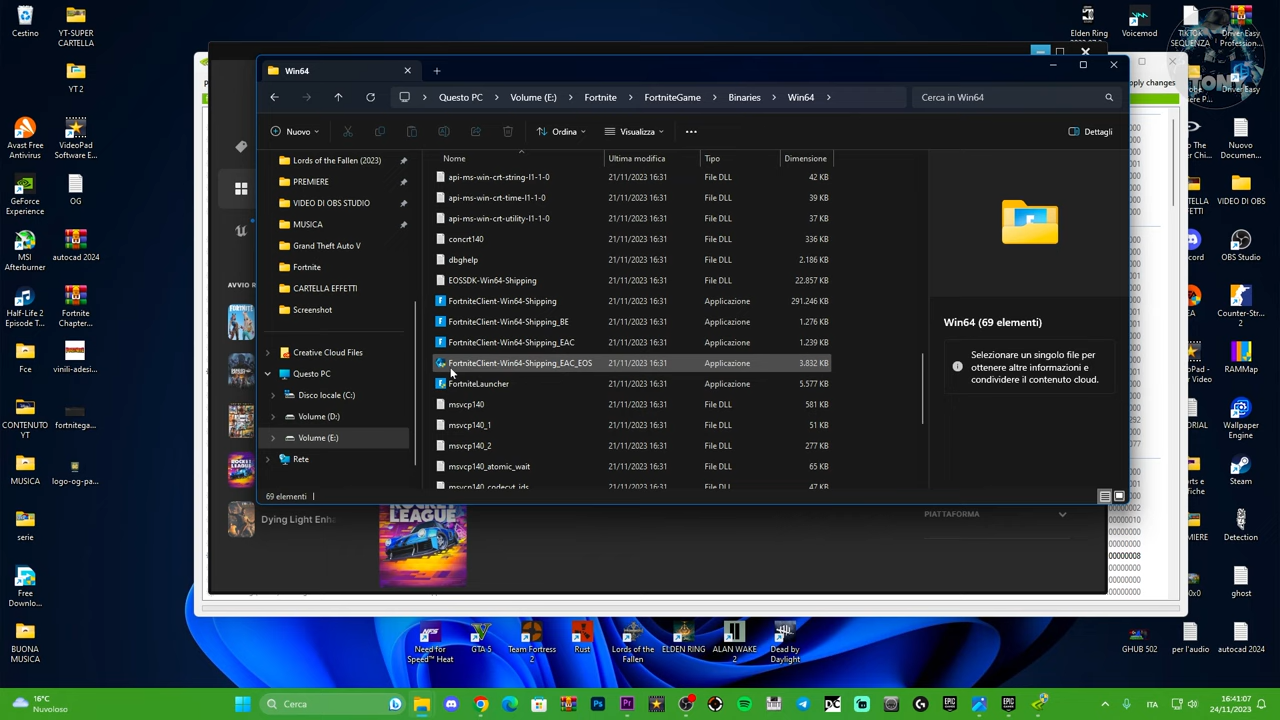 Cestino
YT-SUPER CARTELLA
YT 2
Avast Free Antivirus
VideoPad Software E...
GeForce Experience
OG
MSI Afterburner
autocad 2024
Half-Life 2 Episode T...
Fortnite Chapter...
Fce
vinili-adesi...
CONTENUTO YT
fortnitega...
MUSICA
logo-og-pa...
serie
Free Downlo...
BUONA MUSICA
Win64
Questo PC
Volume (E:)
Fortnite
FortniteGame
Binaries
Win64
Cerca in Win64
Nuovo
Ordina
Visualizza
Dettagli
Lords of the Fallen (2023)
PREMIERE
VIDEO DI OBS STUDIO
MUSICA
Grand Theft Auto V
Fortnite
CARTELLA EFFETTI
Screenshot
Creative Cloud Files
Questo PC
Disco locale (C:)
Volume (D:)
Volume (E:)
Rete
Nome Ultima modifica Tipo Dimensione
api-ms-win-crt-string-l1-1-0 21/11/2023 16:31 File DLL 42 KB
api-ms-win-crt-time-l1-1-0 21/11/2023 16:31 File DLL 39 KB
api-ms-win-crt-utility-l1-1-0 21/11/2023 16:31 File DLL 37 KB
concrt140 21/11/2023 16:31 File DLL 336 KB
dbghelp 21/11/2023 16:31 File DLL 2.186 KB
EOSSDK-Win64-Shipping 21/11/2023 16:31 File DLL 22.857 KB
FortniteClient-Win64-Shipping 21/11/2023 16:31 Applicazione 291.246 KB
FortniteClient-Win64-Shipping_BE 21/11/2023 16:31 Applicazione 1.276 KB
FortniteClient-Win64-Shipping_EAC 21/11/2023 16:31 Applicazione 1.239 KB
FortniteClient-Win64-Shipping_EAC_EOS 21/11/2023 16:31 Applicazione 3.832 KB
FortniteLauncher 21/11/2023 16:31 Applicazione 5.577 KB
msvcp140 21/11/2023 16:31 File DLL 581 KB
msvcp140_1 21/11/2023 16:31 File DLL 51 KB
msvcp140_2 21/11/2023 16:31 File DLL 277 KB
msvcp140_atomic_wait 21/11/2023 16:31 File DLL 65 KB
msvcp140_codecvt_ids 21/11/2023 16:31 File DLL 47 KB
Win64 (69 elementi)
Selezionare un singolo file per
ottenere altre informazioni e
condividere il contenuto cloud.
69 elementi
AVVIO R
Dying Light Enh
ROCKET LEAGUE
PIATTAFORMA
pply changes
Elden Ring
Voicemod
TIKTOK SEQUENZA
Driver Easy Profession...
Nuovo Documen...
VIDEO DI OBS
OBS Studio
Counter-Str... 2
RAMMap
Wallpaper Engine
Steam
Detection
ghost
Need for Speed™ Heat
GTA 5
Team Fortress 2
Rust
Lords of the Fallen
ELDEN RING
ALAN WAKE 2
Dead by Daylight
GHUB 502
per l'audio
autocad 2024
16°C
Nuvoloso
Cerca
ITA
16:41:07
24/11/2023